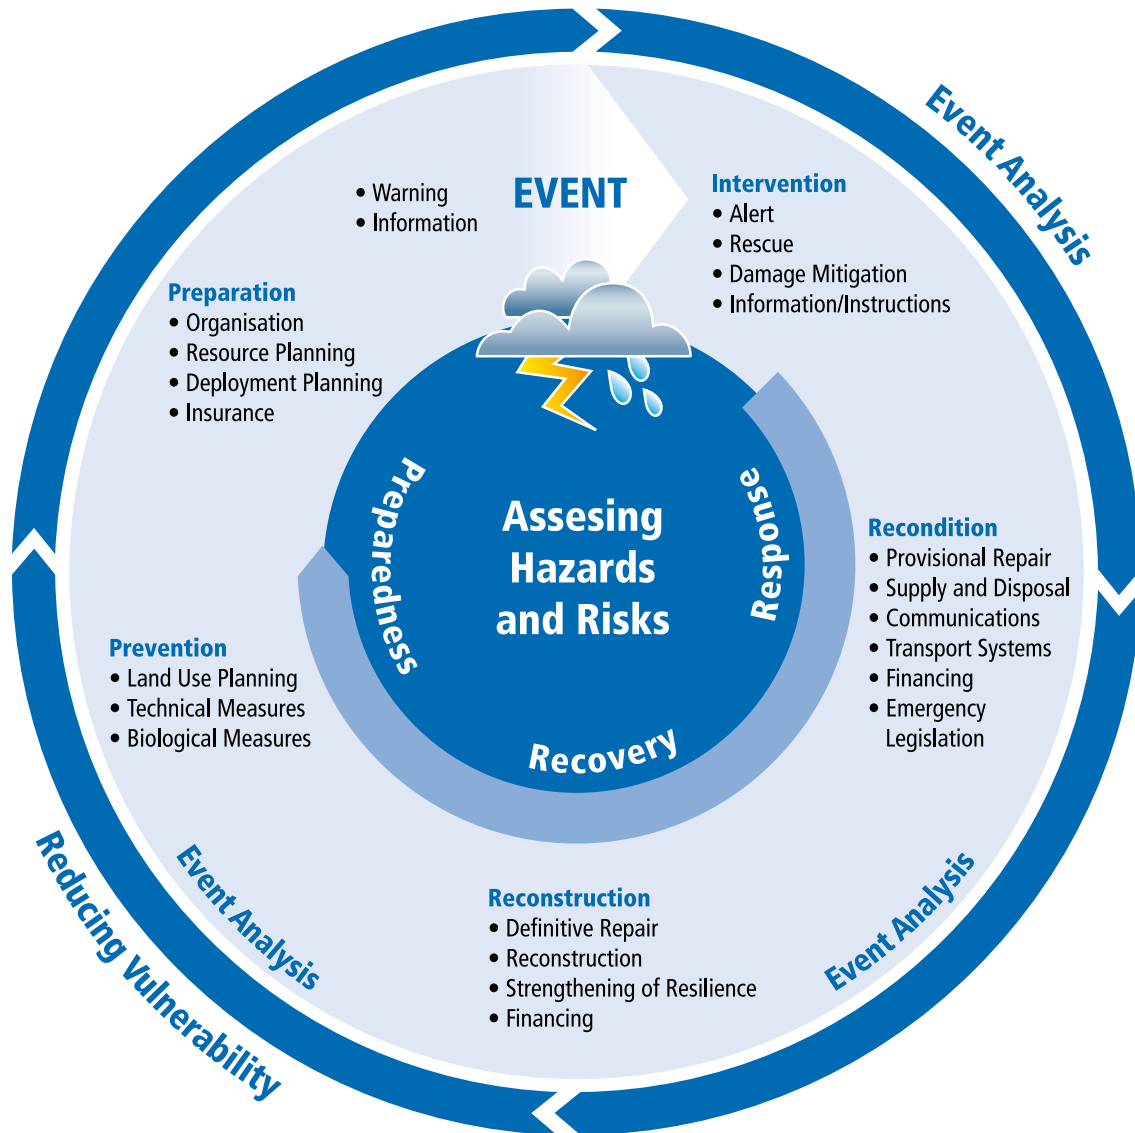 Event Analysis
• Warning
• Information
EVENT
Intervention
• Alert
• Rescue
• Damage Mitigation
• Information/Instructions
Preparation
• Organisation
• Resource Planning
• Deployment Planning
• Insurance
Preparedness
Assesing
Hazards
and Risks
Response
Recovery
Recondition
• Provisional Repair
• Supply and Disposal
• Communications
• Transport Systems
• Financing
• Emergency
Legislation
Prevention
• Land Use Planning
• Technical Measures
• Biological Measures
Reducing Vulnerability
Event Analysis
Reconstruction
• Definitive Repair
• Reconstruction
• Strengthening of Resilience
• Financing
Event Analysis